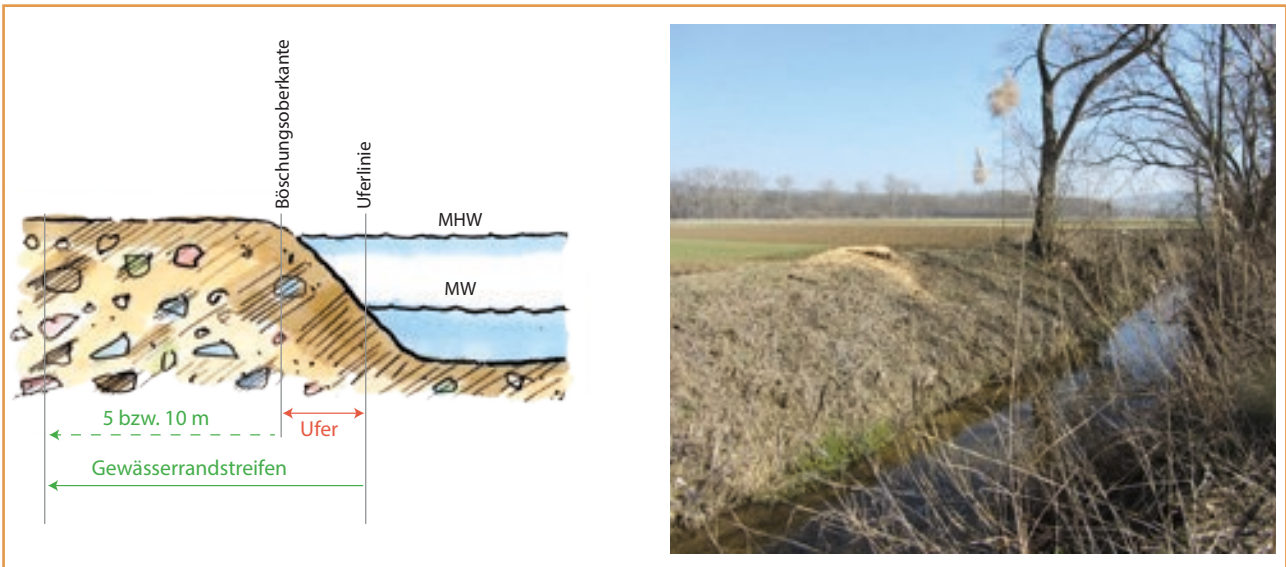 Böschungsoberkante
Uferlinie
MHW
MW
5 bzw. 10 m
Ufer
Gewässerrandstreifen